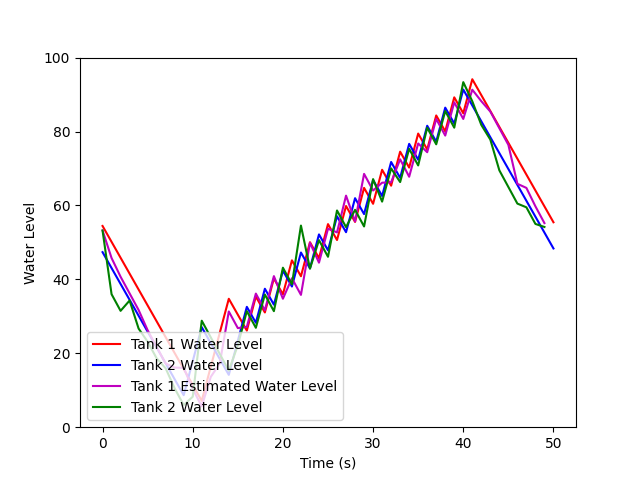 100
80
60
40
20
0
Water Level
Tank 1 Water Level
Tank 2 Water Level
Tank 1 Estimated Water Level
Tank 2 Water Level
0 10 20 30 40 50
Time (s)